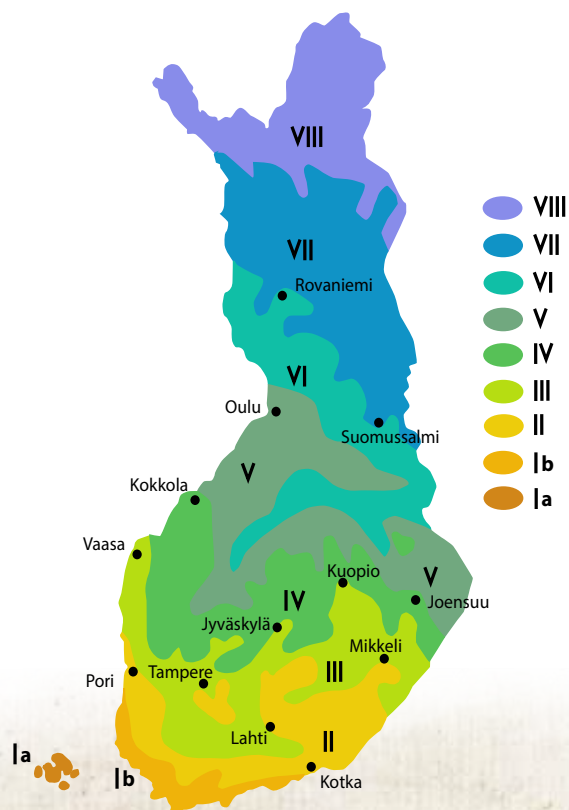 VIII
VII
Rovaniemi
VI
Oulu
Suomussalmi
V
Kokkola
Vaasa
Kuopio
V
IV
Joensuu
Jyväskylä
Mikkeli
III
Pori
Tampere
Lahti
II
Ia
Ib
Kotka
VIII
VII
VI
V
IV
III
II
Ib
Ia